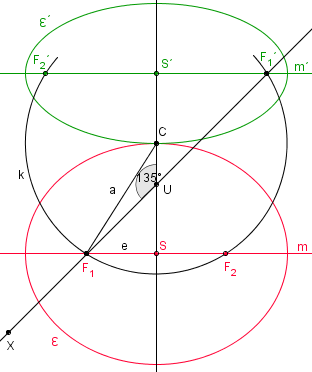 ε´
F₂´ S´ F₁´
m´
C
k a 135°
U
e S m
F₁ F₂
X
ε